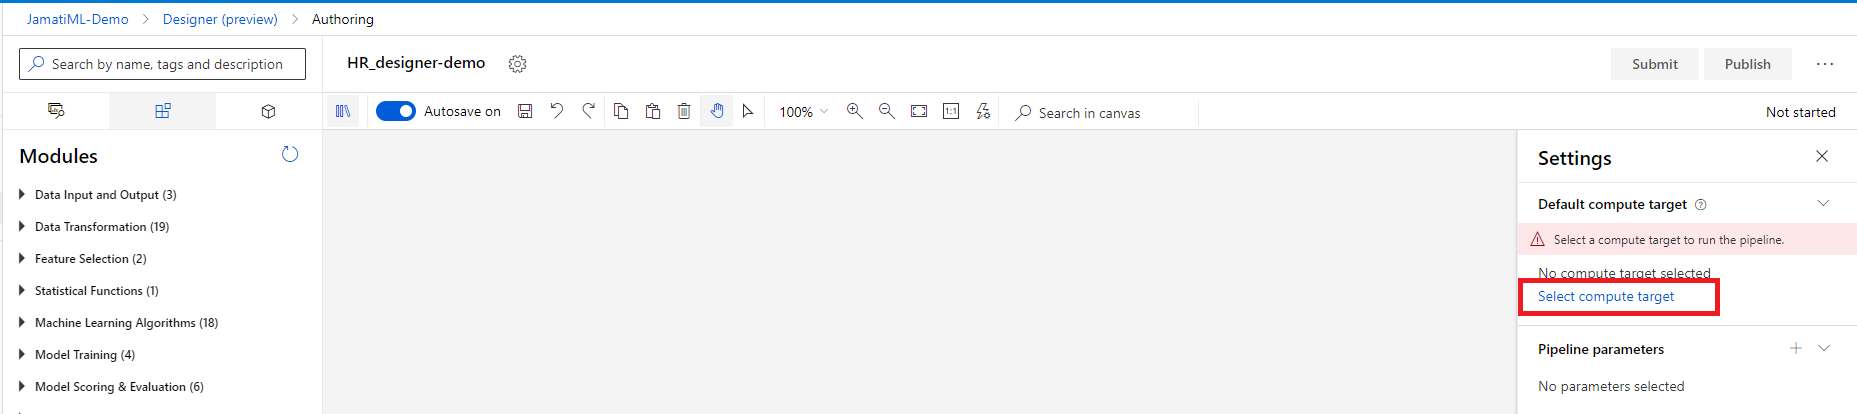 JamatiML-Demo > Designer (preview) > Authoring
Search by name, tags and description
HR_designer-demo
Submit
Publish
...
Autosave on
100%
1:1
Search in canvas
Not started
Modules
Data Input and Output (3)
Data Transformation (19)
Feature Selection (2)
Statistical Functions (1)
Machine Learning Algorithms (18)
Model Training (4)
Model Scoring & Evaluation (6)
Settings
Default compute target
Select a compute target to run the pipeline.
No compute target selected
Select compute target
Pipeline parameters
No parameters selected